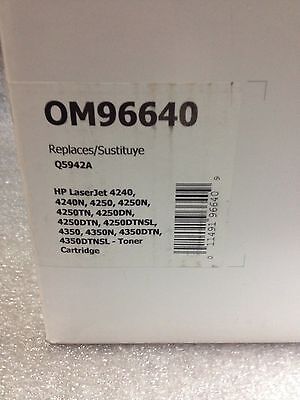 OM96640
Replaces/Sustituye
Q5942A
HP LaserJet 4240,
4240N, 4250, 4250N,
4250TN, 4250DN,
4250DTN, 4250DTNSL,
4350, 4350N, 4350DTN,
4350DTNSL - Toner
Cartridge
0 11491 96640 9